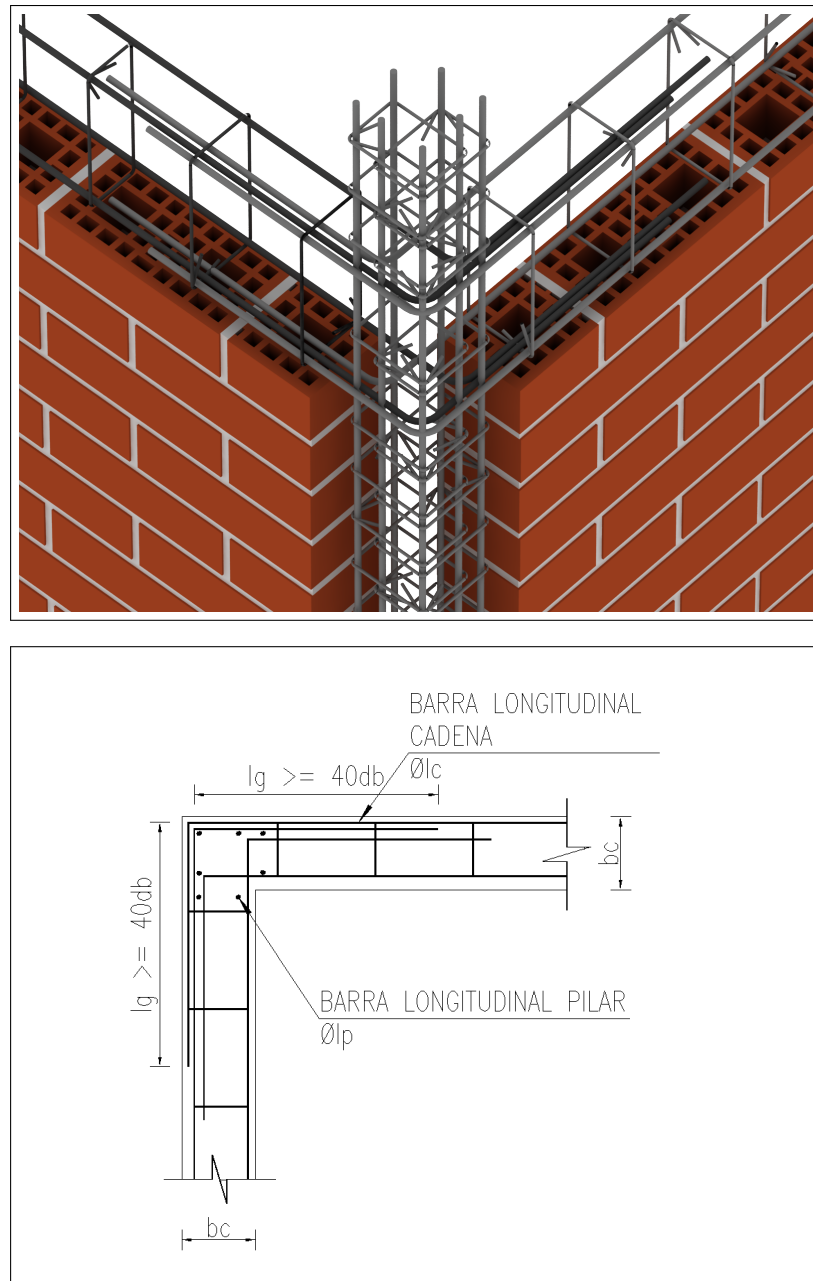 BARRA LONGITUDINAL
CADENA
Ølc
lg >= 40db
bc
lg >= 40db
BARRA LONGITUDINAL PILAR
Ølp
bc